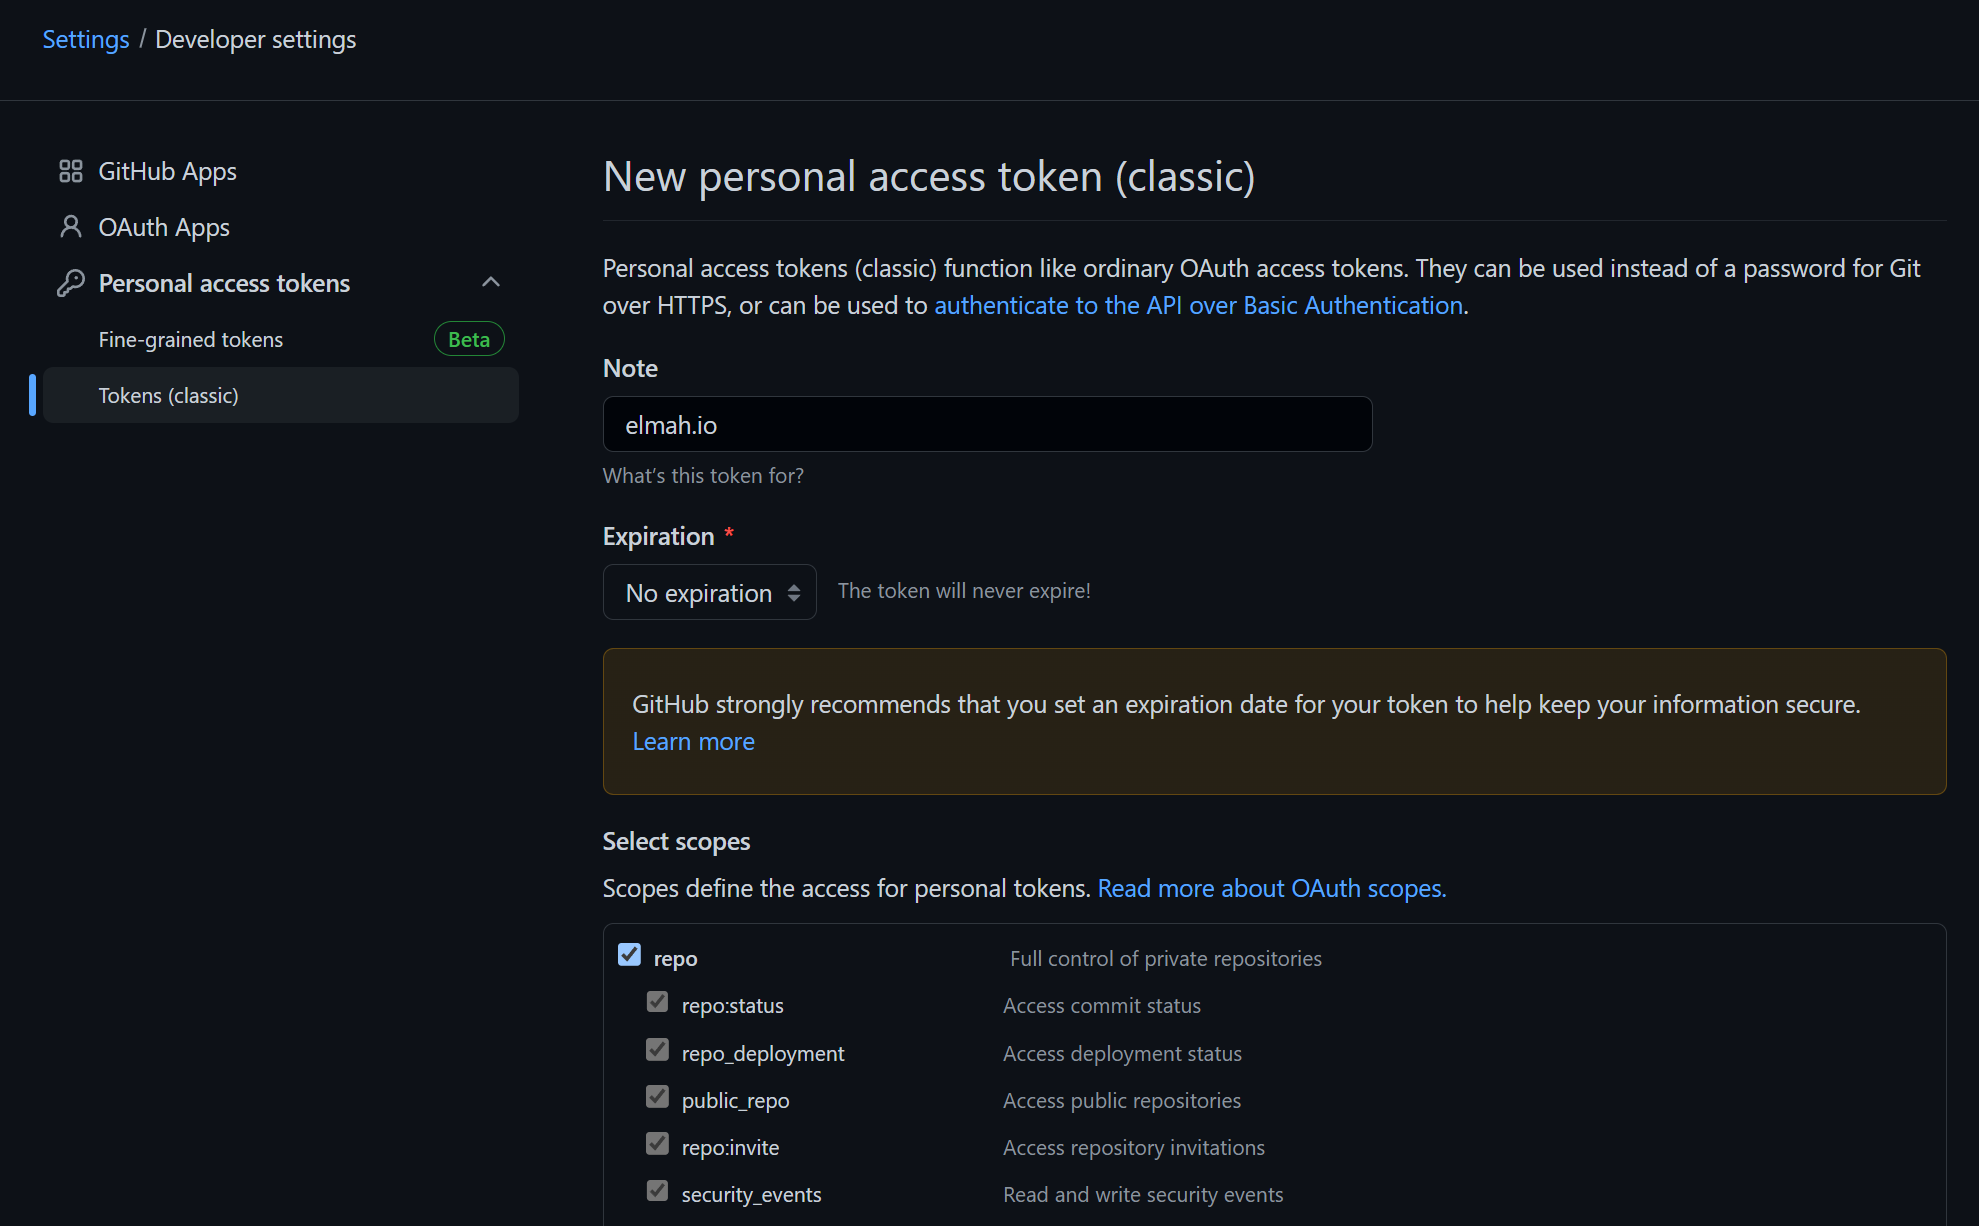 Settings / Developer settings
GitHub Apps
OAuth Apps
Personal access tokens
Fine-grained tokens Beta
Tokens (classic)
New personal access token (classic)
Personal access tokens (classic) function like ordinary OAuth access tokens. They can be used instead of a password for Git
over HTTPS, or can be used to authenticate to the API over Basic Authentication.
Note
elmah.io
What's this token for?
Expiration *
No expiration The token will never expire!
GitHub strongly recommends that you set an expiration date for your token to help keep your information secure.
Learn more
Select scopes
Scopes define the access for personal tokens. Read more about OAuth scopes.
repo Full control of private repositories
repo:status Access commit status
repo_deployment Access deployment status
public_repo Access public repositories
repo:invite Access repository invitations
security_events Read and write security events